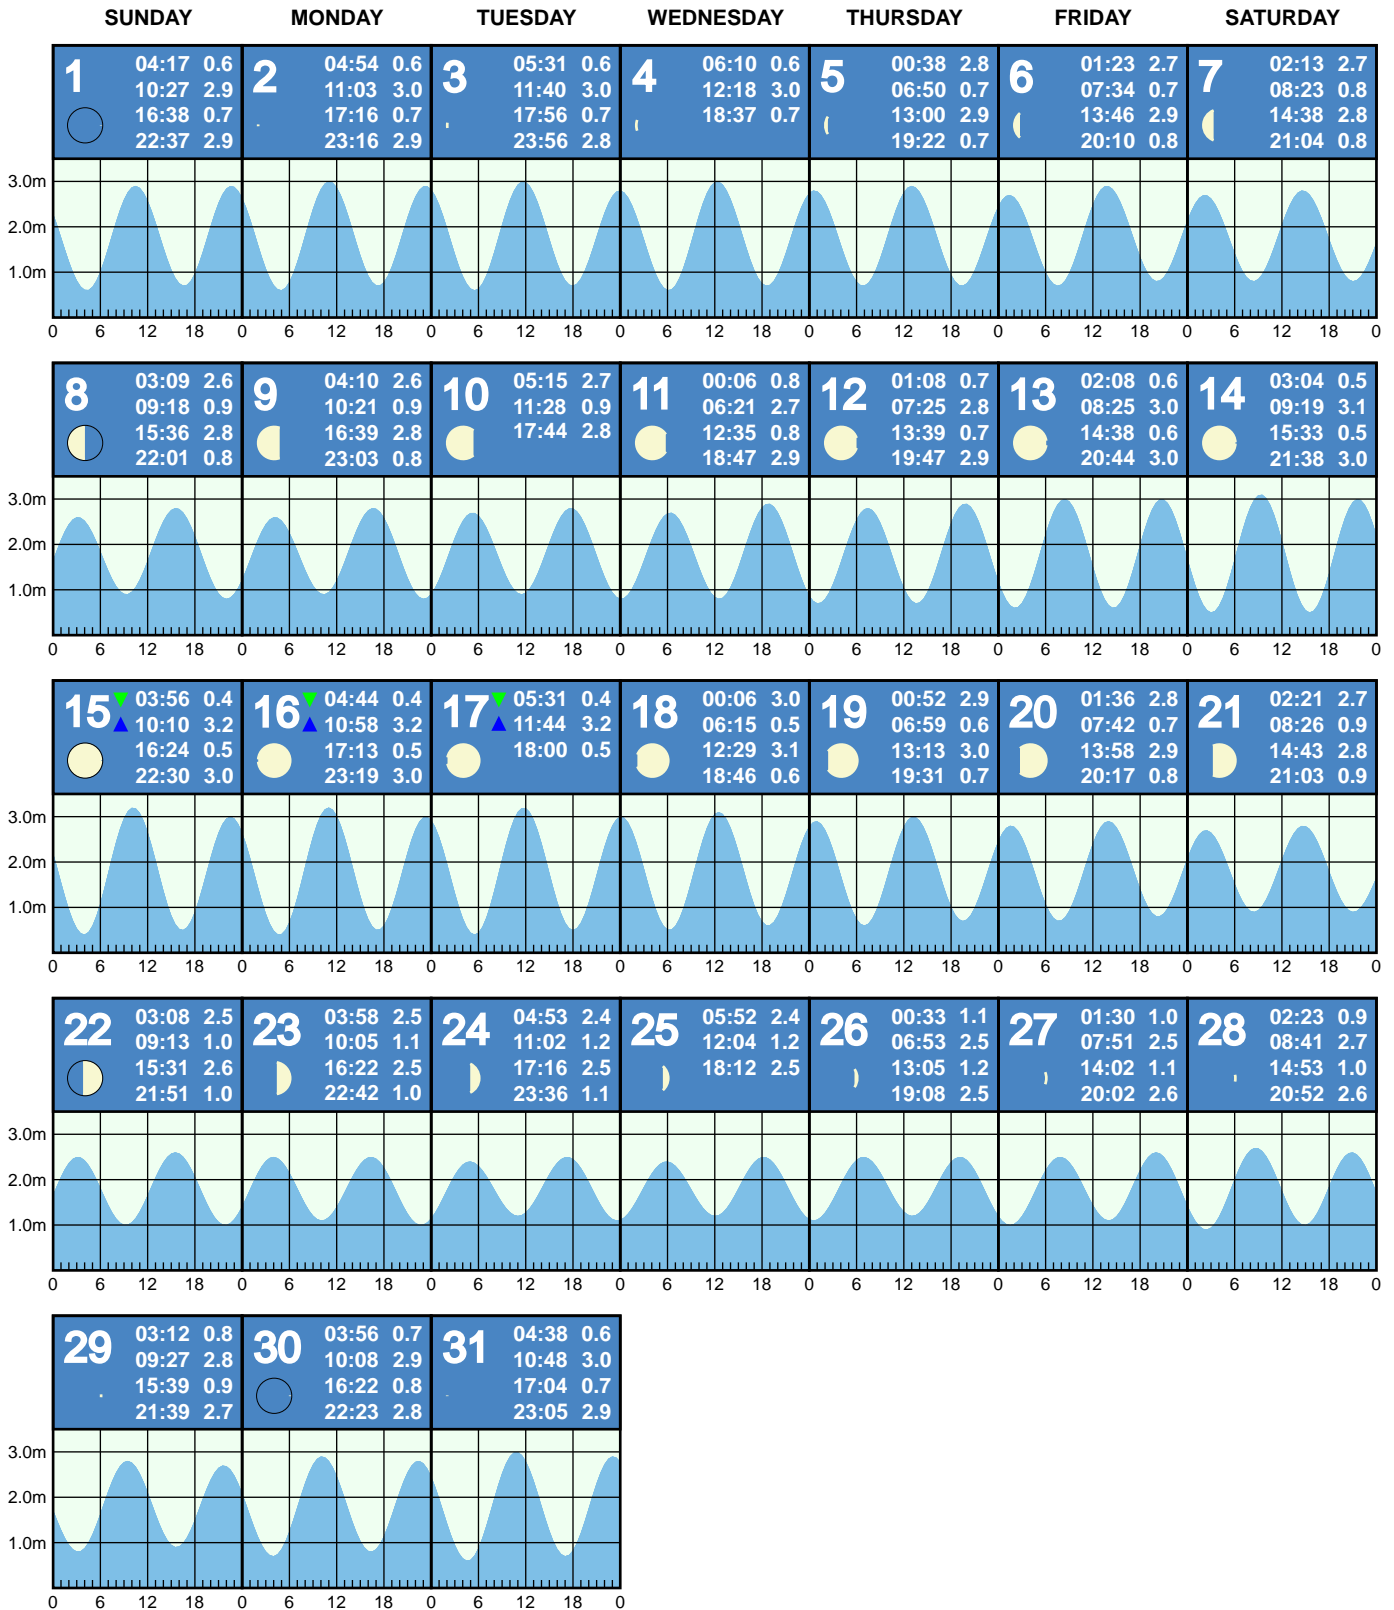 SUNDAY MONDAY TUESDAY WEDNESDAY THURSDAY FRIDAY SATURDAY
1 04:17 0.6
10:27 2.9
16:38 0.7
22:37 2.9
2 04:54 0.6
11:03 3.0
17:16 0.7
23:16 2.9
3 05:31 0.6
11:40 3.0
17:56 0.7
23:56 2.8
4 06:10 0.6
12:18 3.0
18:37 0.7
5 00:38 2.8
06:50 0.7
13:00 2.9
19:22 0.7
6 01:23 2.7
07:34 0.7
13:46 2.9
20:10 0.8
7 02:13 2.7
08:23 0.8
14:38 2.8
21:04 0.8
3.0m
2.0m
1.0m
0 6 12 18 0 6 12 18 0 6 12 18 0 6 12 18 0 6 12 18 0 6 12 18 0 6 12 18 0
8 03:09 2.6
09:18 0.9
15:36 2.8
22:01 0.8
9 04:10 2.6
10:21 0.9
16:39 2.8
23:03 0.8
10 05:15 2.7
11:28 0.9
17:44 2.8
11 00:06 0.8
06:21 2.7
12:35 0.8
18:47 2.9
12 01:08 0.7
07:25 2.8
13:39 0.7
19:47 2.9
13 02:08 0.6
08:25 3.0
14:38 0.6
20:44 3.0
14 03:04 0.5
09:19 3.1
15:33 0.5
21:38 3.0
3.0m
2.0m
1.0m
0 6 12 18 0 6 12 18 0 6 12 18 0 6 12 18 0 6 12 18 0 6 12 18 0 6 12 18 0
15 03:56 0.4
10:10 3.2
16:24 0.5
22:30 3.0
16 04:44 0.4
10:58 3.2
17:13 0.5
23:19 3.0
17 05:31 0.4
11:44 3.2
18:00 0.5
18 00:06 3.0
06:15 0.5
12:29 3.1
18:46 0.6
19 00:52 2.9
06:59 0.6
13:13 3.0
19:31 0.7
20 01:36 2.8
07:42 0.7
13:58 2.9
20:17 0.8
21 02:21 2.7
08:26 0.9
14:43 2.8
21:03 0.9
3.0m
2.0m
1.0m
0 6 12 18 0 6 12 18 0 6 12 18 0 6 12 18 0 6 12 18 0 6 12 18 0 6 12 18 0
22 03:08 2.5
09:13 1.0
15:31 2.6
21:51 1.0
23 03:58 2.5
10:05 1.1
16:22 2.5
22:42 1.0
24 04:53 2.4
11:02 1.2
17:16 2.5
23:36 1.1
25 05:52 2.4
12:04 1.2
18:12 2.5
26 00:33 1.1
06:53 2.5
13:05 1.2
19:08 2.5
27 01:30 1.0
07:51 2.5
14:02 1.1
20:02 2.6
28 02:23 0.9
08:41 2.7
14:53 1.0
20:52 2.6
3.0m
2.0m
1.0m
0 6 12 18 0 6 12 18 0 6 12 18 0 6 12 18 0 6 12 18 0 6 12 18 0 6 12 18 0
29 03:12 0.8
09:27 2.8
15:39 0.9
21:39 2.7
30 03:56 0.7
10:08 2.9
16:22 0.8
22:23 2.8
31 04:38 0.6
10:48 3.0
17:04 0.7
23:05 2.9
3.0m
2.0m
1.0m
0 6 12 18 0 6 12 18 0 6 12 18 0